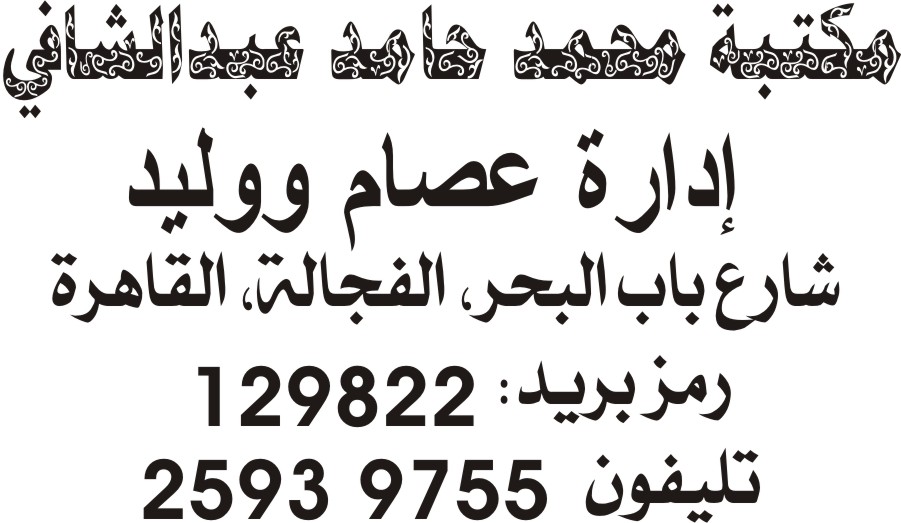 مكتبة محمد حامد عبدالشافي
إدارة عصام ووليد
شارع باب البحر، الفجالة، القاهرة
رمز بريد: 129822
تليفون 2593 9755